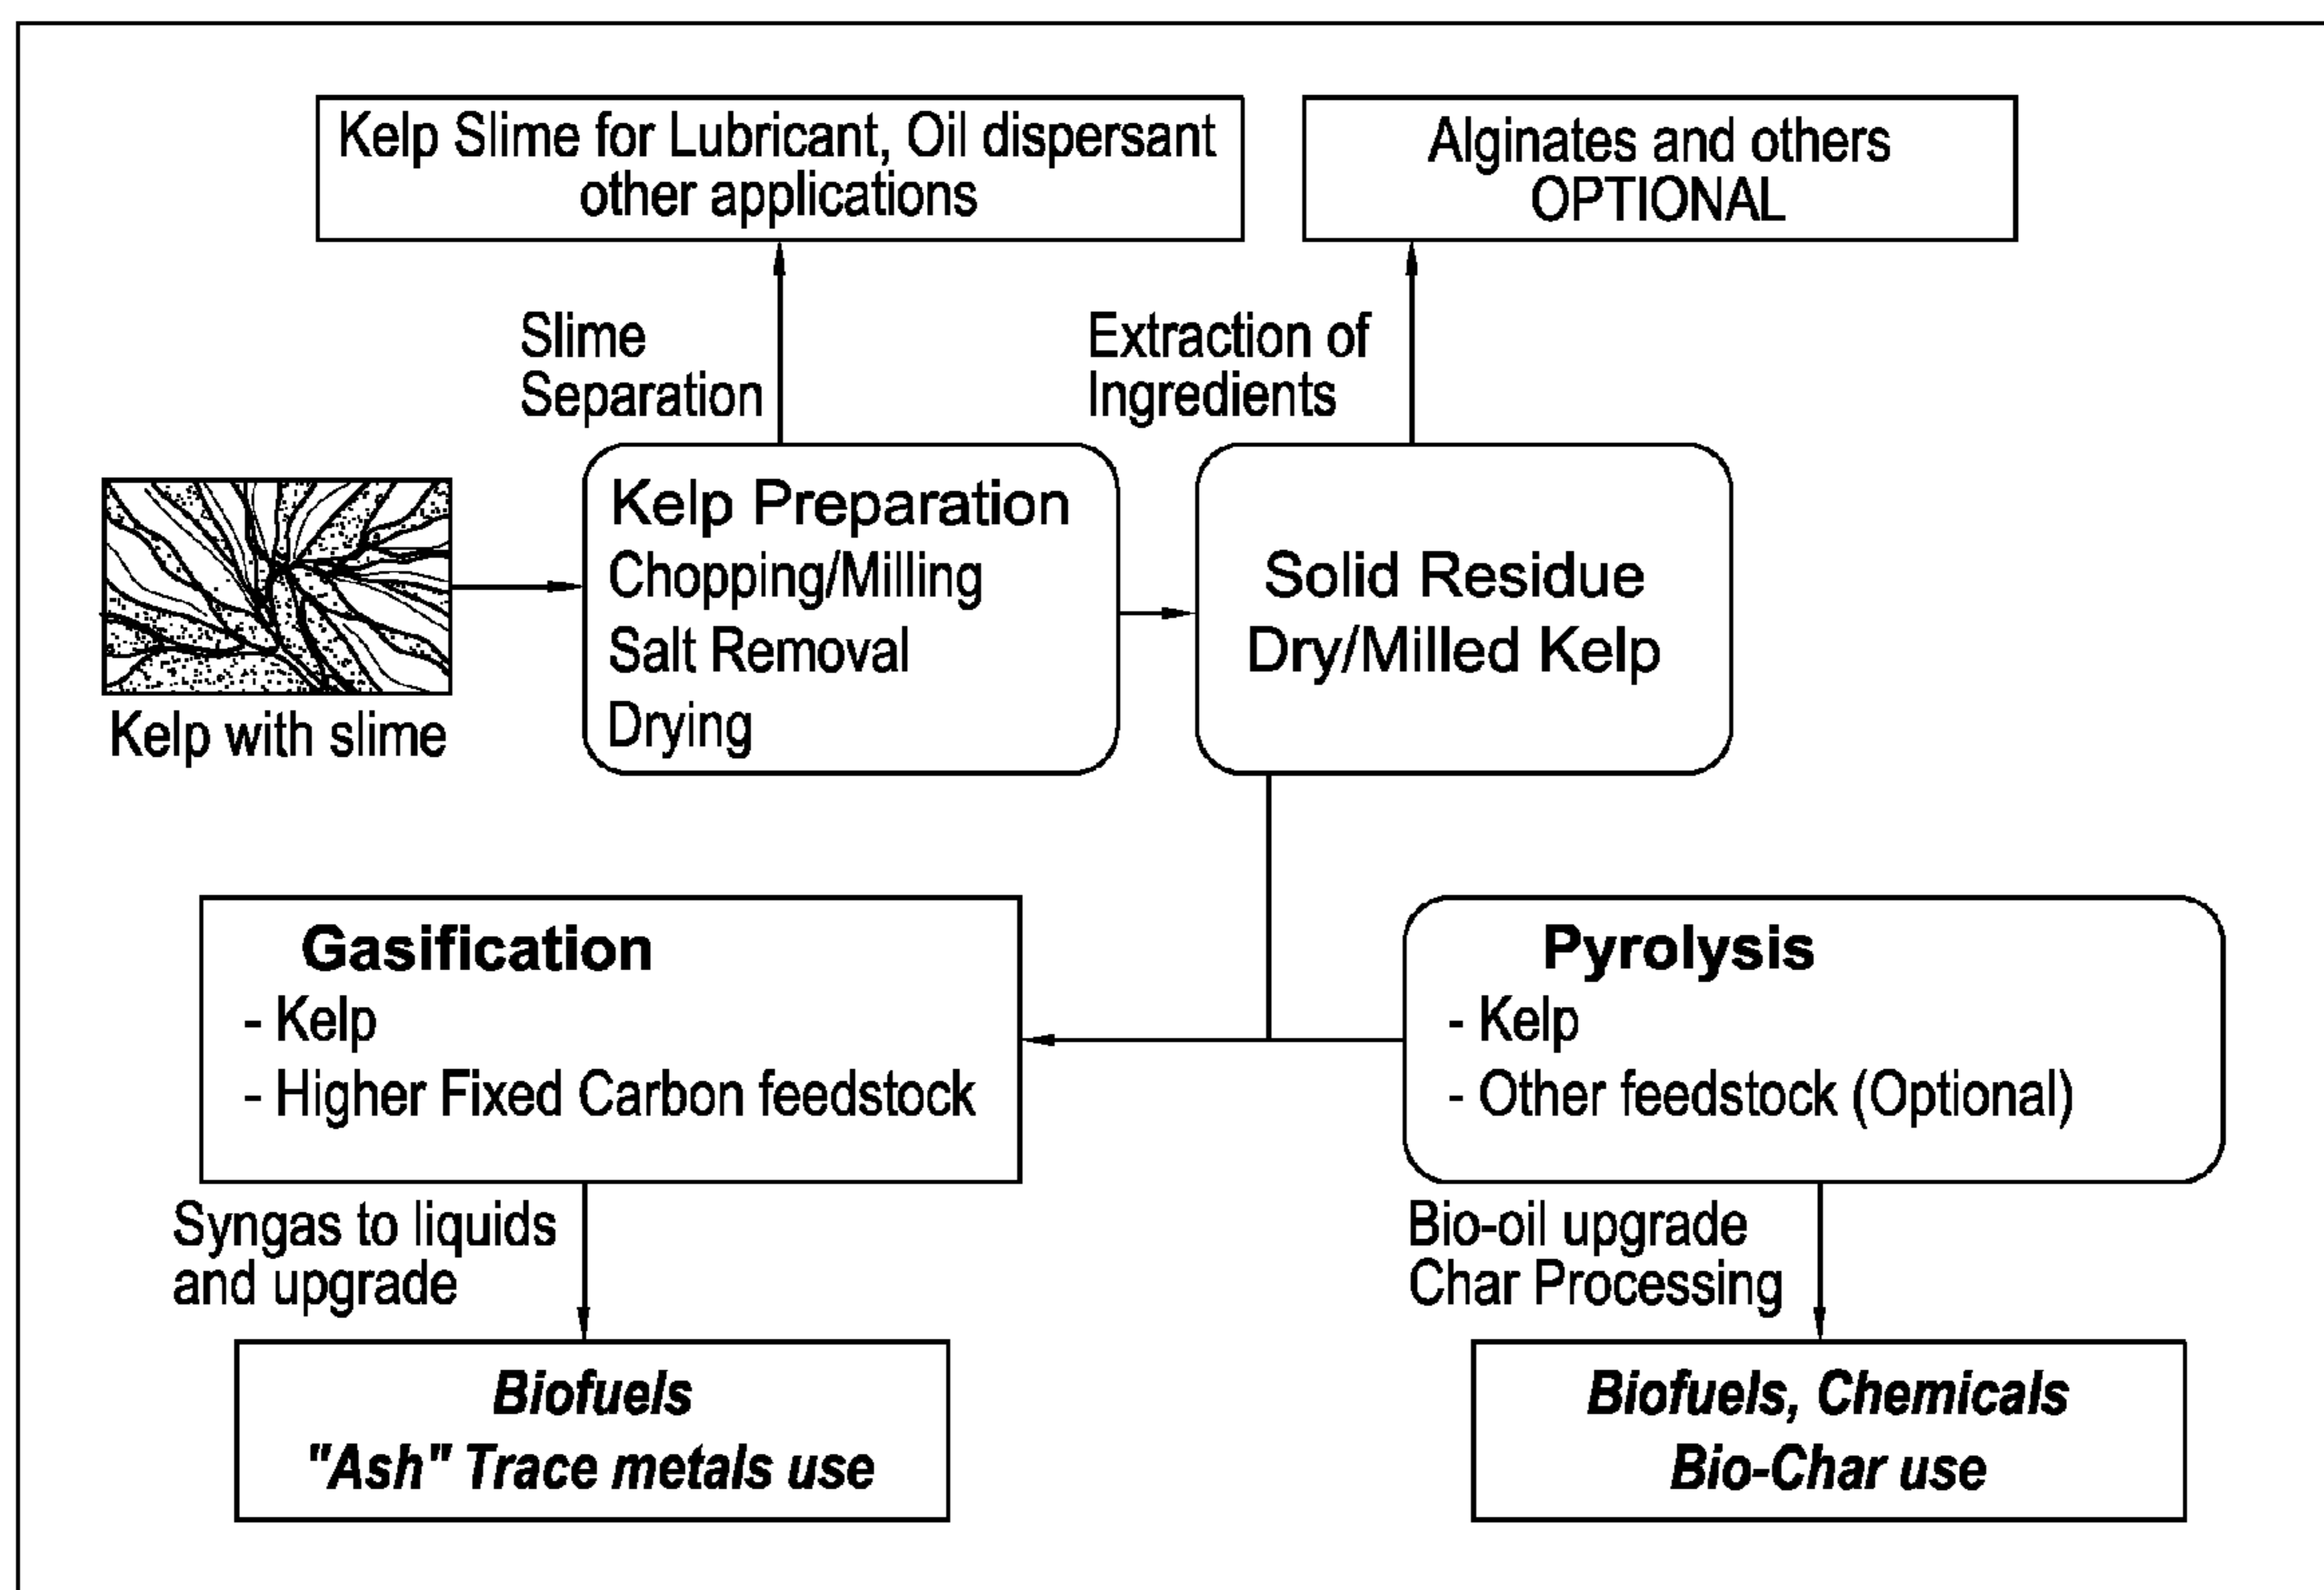 Kelp Slime for Lubricant, Oil dispersant
other applications
Alginates and others
OPTIONAL
Slime
Separation
Extraction of
Ingredients
Kelp with slime
Kelp Preparation
Chopping/Milling
Salt Removal
Drying
Solid Residue
Dry/Milled Kelp
Gasification
- Kelp
- Higher Fixed Carbon feedstock
Pyrolysis
- Kelp
- Other feedstock (Optional)
Syngas to liquids
and upgrade
Bio-oil upgrade
Char Processing
Biofuels
"Ash" Trace metals use
Biofuels, Chemicals
Bio-Char use